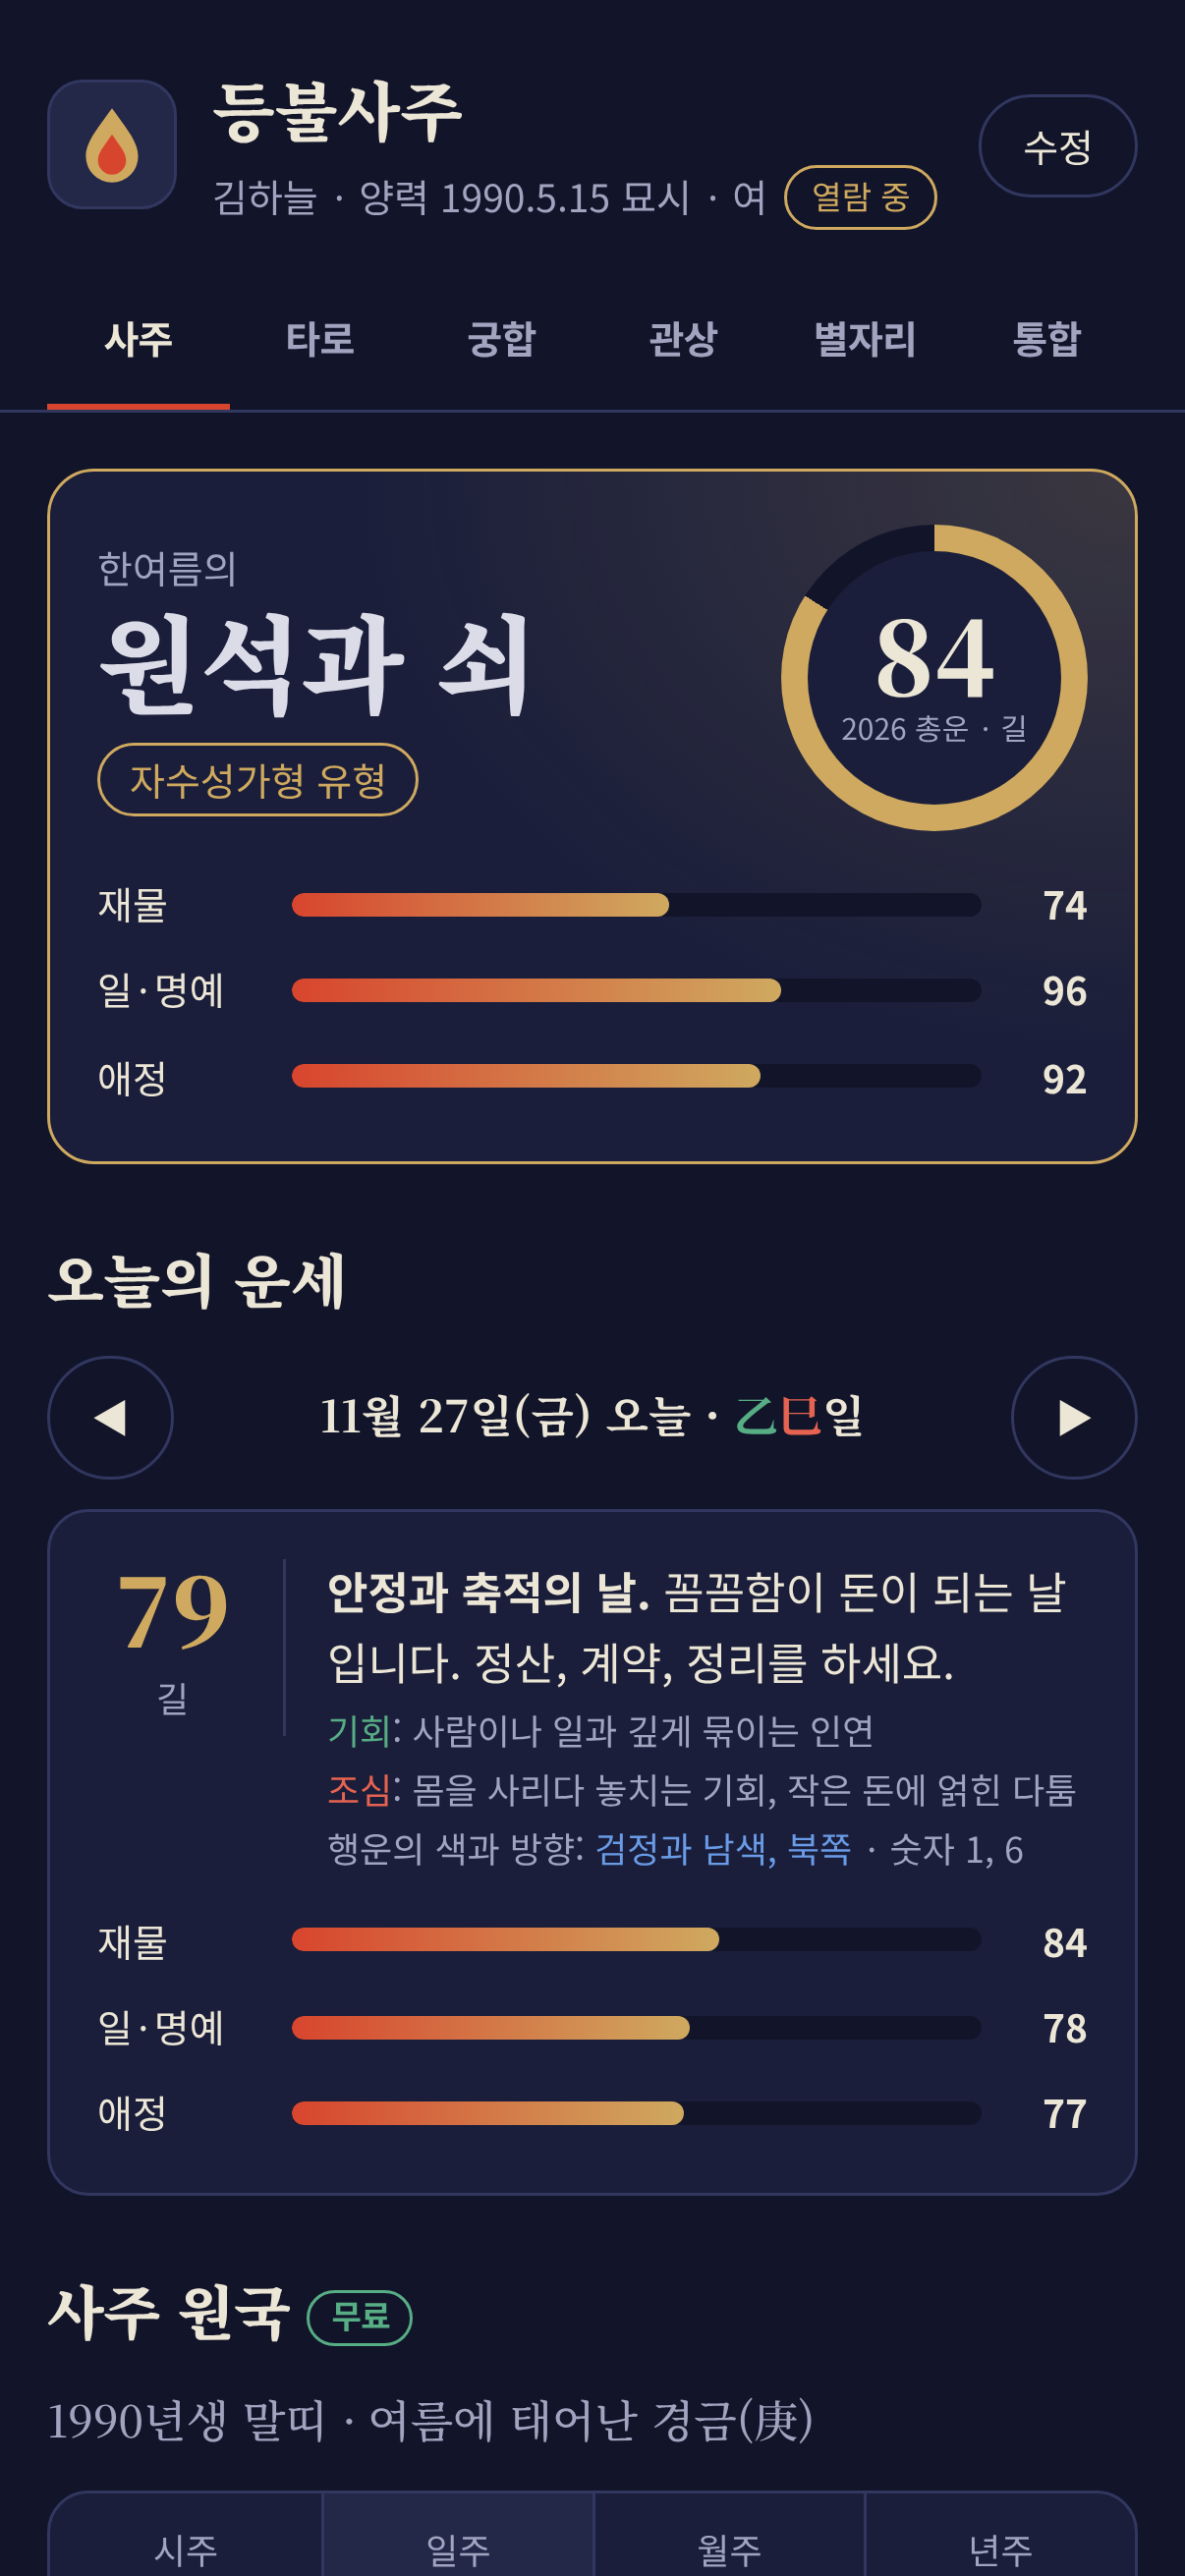 등불사주
김하늘 · 양력 1990.5.15 묘시 · 여 열람 중
수정
사주 타로 궁합 관상 별자리 통합
한여름의
원석과 쇠
자수성가형 유형
84
2026 총운 · 길
재물 74
일·명예 96
애정 92
오늘의 운세
◀ 11월 27일(금) 오늘 · 乙巳일 ▶
79
길
안정과 축적의 날. 꼼꼼함이 돈이 되는 날
입니다. 정산, 계약, 정리를 하세요.
기회: 사람이나 일과 깊게 묶이는 인연
조심: 몸을 사리다 놓치는 기회, 작은 돈에 얽힌 다툼
행운의 색과 방향: 검정과 남색, 북쪽 · 숫자 1, 6
재물 84
일·명예 78
애정 77
사주 원국 무료
1990년생 말띠 · 여름에 태어난 경금(庚)
시주 일주 월주 년주